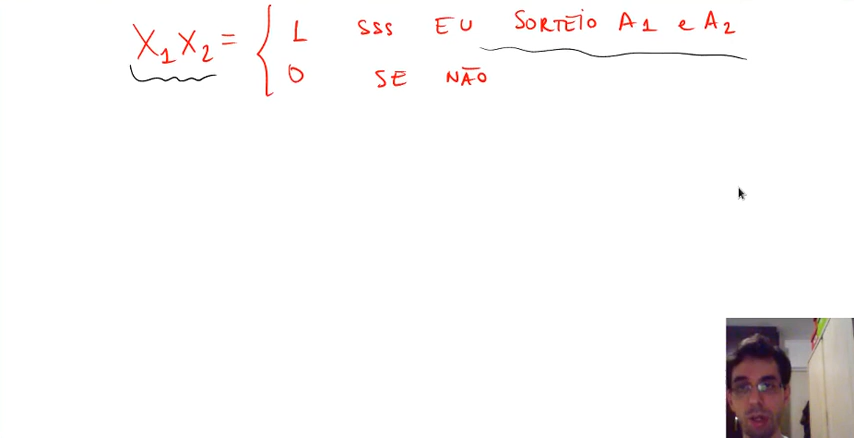 X₁X₂ = { 1 SSS EU SORTEIO A1 e A2
0 SE NÃO